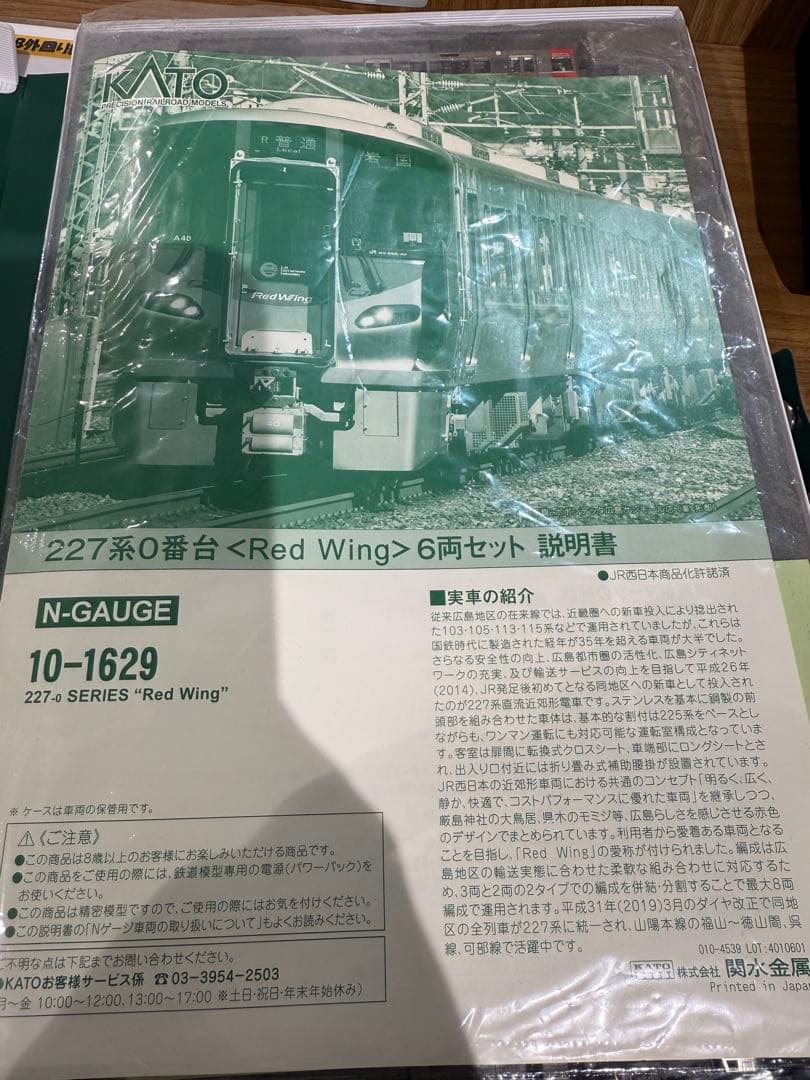 外回り
KATO
PRECISION RAILROAD MODELS
R 普通
Local
岩国
A40
Red Wing
40
227系0番台<Red Wing>6両セット 説明書
●JR西日本商品化許諾済
N-GAUGE
10-1629
227-0 SERIES "Red Wing"
■実車の紹介
従来広島地区の在来線では、近畿圏への新車投入により捻出され
た103・105・113・115系などで運用されていましたが、これらは
国鉄時代に製造された経年が35年を超える車両が大半でした。
さらなる安全性の向上、広島都市圏の活性化、広島シティネット
ワークの充実、及び輸送サービスの向上を目指して平成26年
(2014)、JR発足後初めてとなる同地区への新車として投入され
たのが227系直流近郊形電車です。ステンレスを基本に鋼製の前
頭部を組み合わせた車体は、基本的な割付は225系をベースとし
ながらも、ワンマン運転にも対応可能な運転室構成となっていま
す。客室は扉間に転換式クロスシート、車端部にロングシートとさ
れ、出入り口付近には折り畳み式補助腰掛が設置されています。
JR西日本の近郊形車両における共通のコンセプト「明るく、広く、
静か、快適で、コストパフォーマンスに優れた車両」を継承しつつ、
厳島神社の大鳥居、県木のモミジ等、広島らしさを感じさせる赤色
のデザインでまとめられています。利用者から愛着ある車両となる
ことを目指し、「Red Wing」の愛称が付けられました。編成は広
島地区の輸送実態に合わせた柔軟な組み合わせに対応するた
め、3両と2両の2タイプでの編成を併結・分割することで最大8両
編成で運用されます。平成31年(2019)3月のダイヤ改正で同地
区の全列車が227系に統一され、山陽本線の福山〜徳山間、呉
線、可部線で活躍中です。
※ ケースは車両の保管用です。
⚠《ご注意》
●この商品は8歳以上のお客様にお楽しみいただける商品です。
●この商品をご使用の際には、鉄道模型専用の電源(パワーパック)を
お使いください。
●この商品は精密模型ですので、ご使用の際にはお気を付けください。
●この説明書の「Nゲージ車両の取り扱いについて」もよくお読みください。
ご不明な点は下記までお問い合わせください。
●KATOお客様サービス係 ☎03-3954-2503
月〜金 10:00〜12:00、13:00〜17:00 ※土日・祝日・年末年始休み)
010-4539 LOT:4010601
KATO 株式会社 関水金属
Printed in Japan